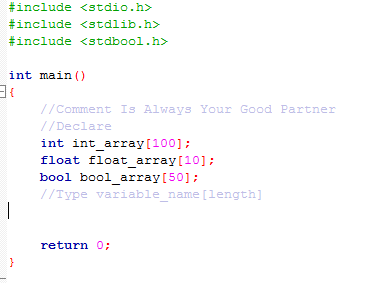 #include <stdio.h>
#include <stdlib.h>
#include <stdbool.h>
int main()
{
//Comment Is Always Your Good Partner
//Declare
int int_array[100];
float float_array[10];
bool bool_array[50];
//Type variable_name[length]
return 0;
}